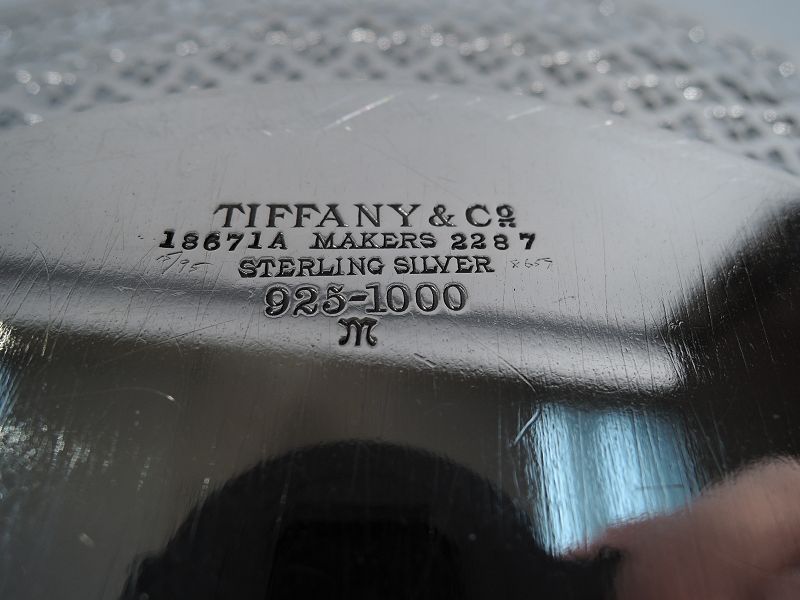 TIFFANY & Co
18671A MAKERS 2287
STERLING SILVER
925-1000
M